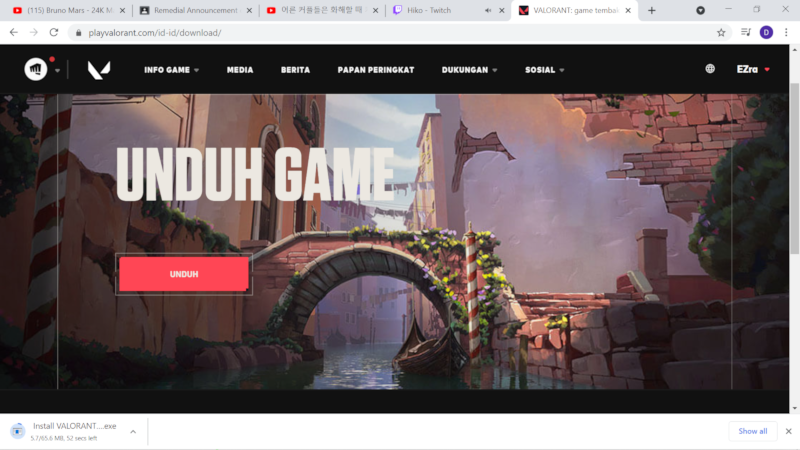 (115) Bruno Mars - 24K M
Remedial Announcement
어른 커플들은 화해할 때
Hiko - Twitch
VALORANT: game temba
playvalorant.com/id-id/download/
D
INFO GAME
MEDIA
BERITA
PAPAN PERINGKAT
DUKUNGAN
SOSIAL
EZra
UNDUH GAME
UNDUH
Install VALORANT....exe
5.7/65.6 MB, 52 secs left
Show all